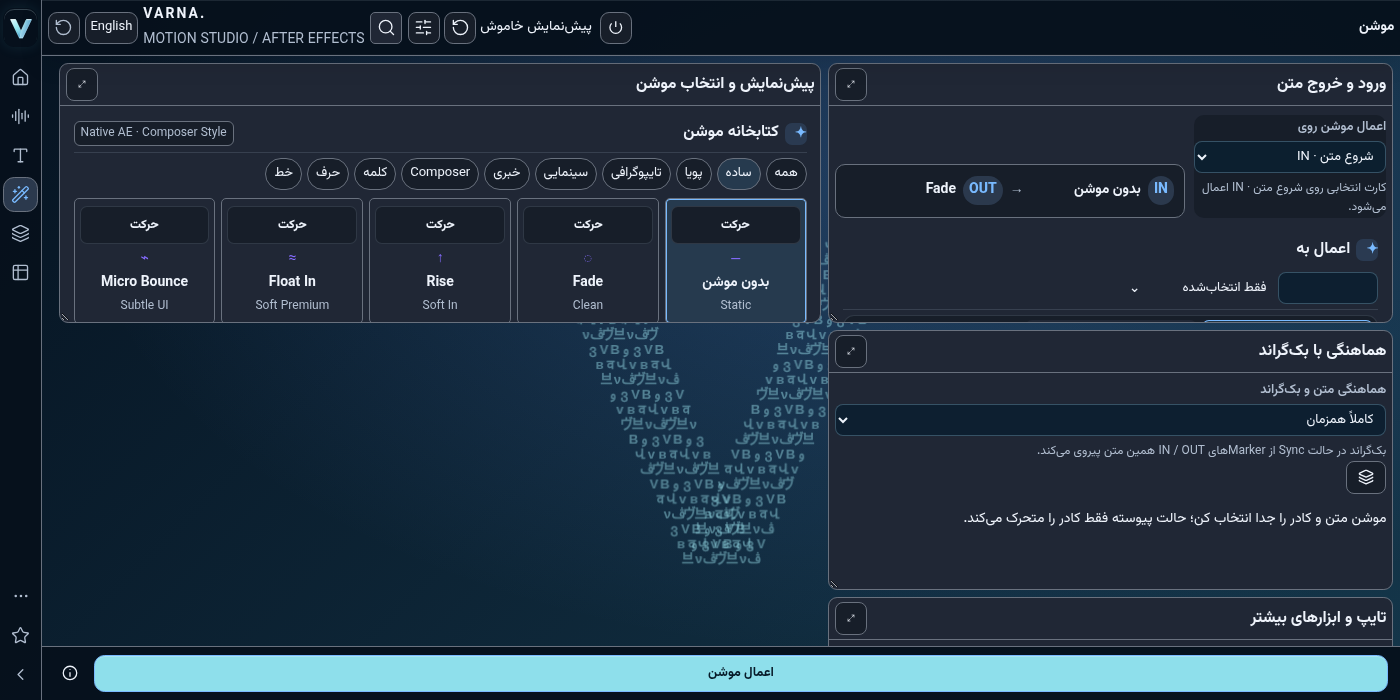 English
VARNA.
MOTION STUDIO / AFTER EFFECTS
پیش‌نمایش خاموش
موشن
پیش‌نمایش و انتخاب موشن
کتابخانه موشن
Native AE · Composer Style
همه
ساده
پویا
تایپوگرافی
سینمایی
خبری
Composer
کلمه
حرف
خط
حرکت
—
بدون موشن
Static
حرکت
Fade
Clean
حرکت
↑
Rise
Soft In
حرکت
≈
Float In
Soft Premium
حرکت
Micro Bounce
Subtle UI
ورود و خروج متن
اعمال موشن روی
شروع متن · IN
کارت انتخابی روی شروع متن · IN اعمال
می‌شود.
IN بدون موشن → OUT Fade
اعمال به
فقط انتخاب‌شده
هماهنگی با بک‌گراند
هماهنگی متن و بک‌گراند
کاملاً همزمان
بک‌گراند در حالت Sync از Markerهای IN / OUT همین متن پیروی می‌کند.
موشن متن و کادر را جدا انتخاب کن؛ حالت پیوسته فقط کادر را متحرک می‌کند.
تایپ و ابزارهای بیشتر
اعمال موشن